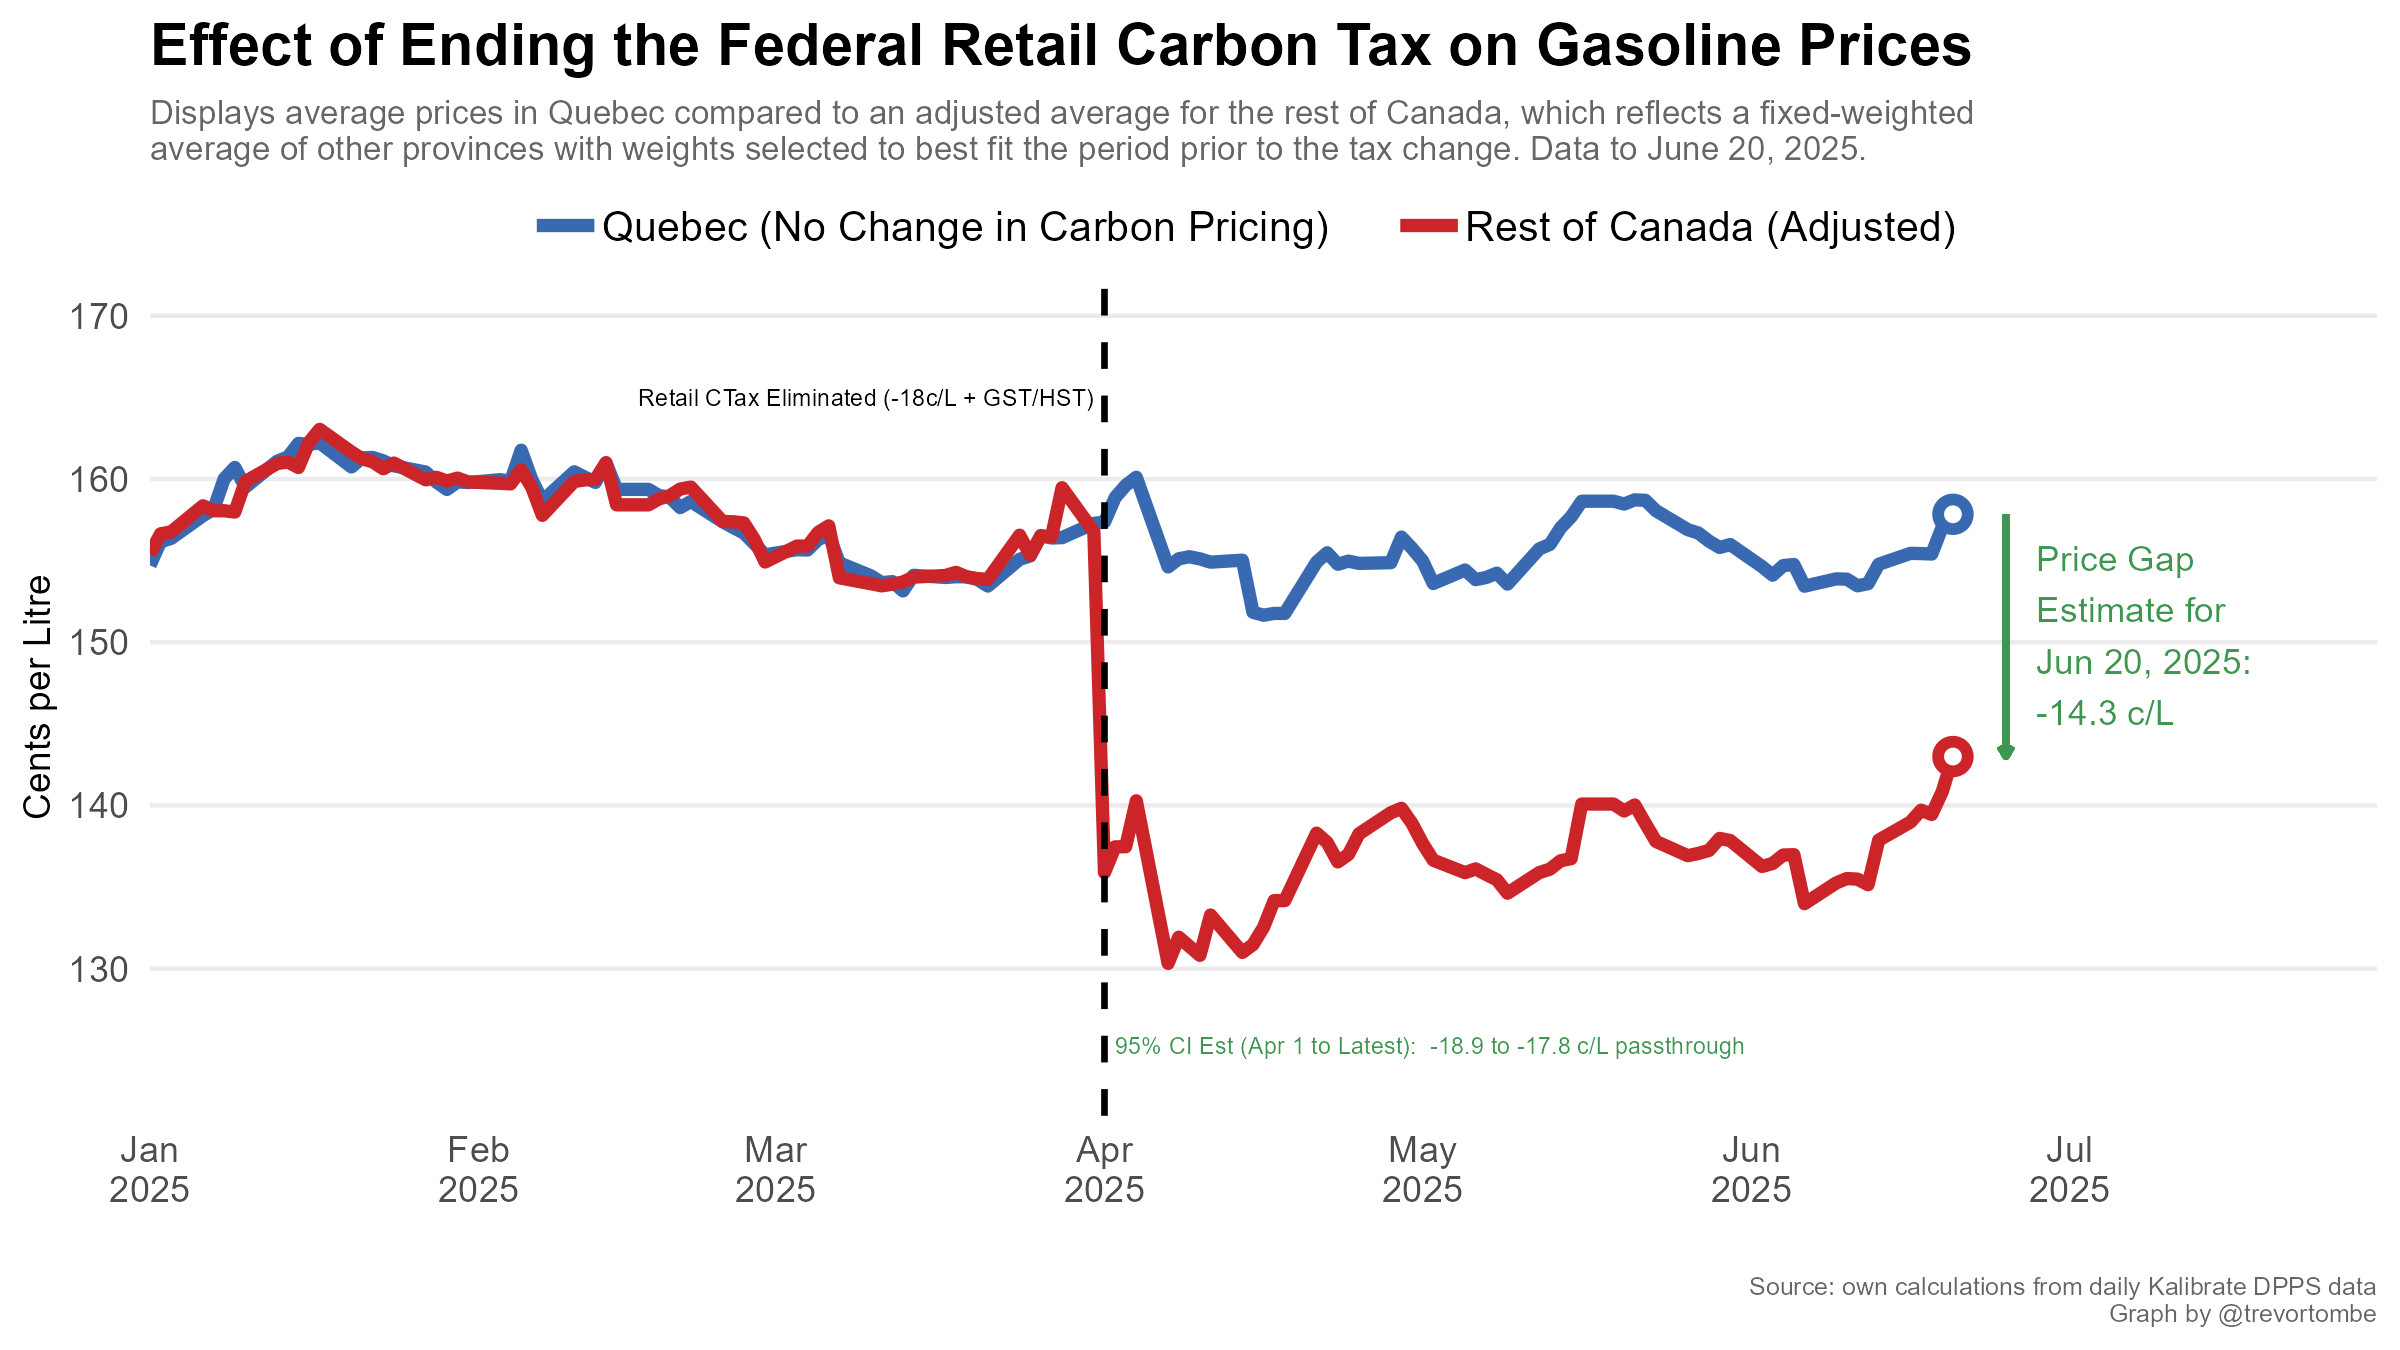 Effect of Ending the Federal Retail Carbon Tax on Gasoline Prices
Displays average prices in Quebec compared to an adjusted average for the rest of Canada, which reflects a fixed-weighted
average of other provinces with weights selected to best fit the period prior to the tax change. Data to June 20, 2025.
Quebec (No Change in Carbon Pricing)
Rest of Canada (Adjusted)
170
160
150
140
130
Cents per Litre
Retail CTax Eliminated (-18c/L + GST/HST)
Price Gap
Estimate for
Jun 20, 2025:
-14.3 c/L
95% CI Est (Apr 1 to Latest):  -18.9 to -17.8 c/L passthrough
Jan
2025
Feb
2025
Mar
2025
Apr
2025
May
2025
Jun
2025
Jul
2025
Source: own calculations from daily Kalibrate DPPS data
Graph by @trevortombe